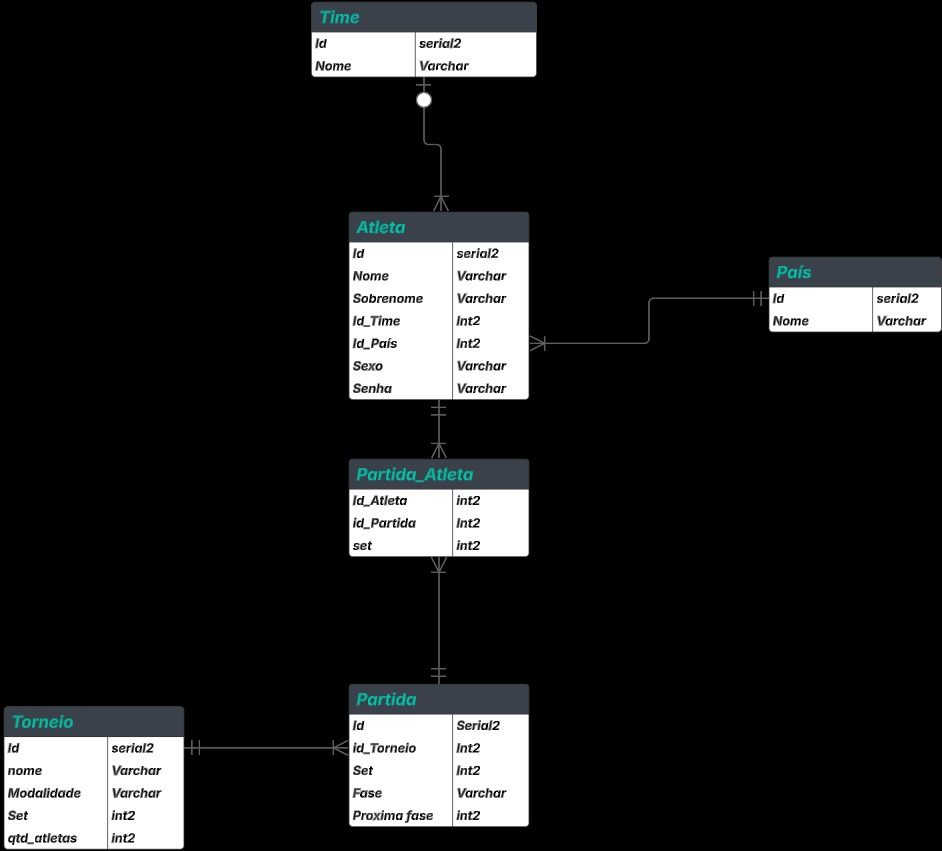 Time
Id serial2
Nome Varchar
Atleta
Id serial2
Nome Varchar
Sobrenome Varchar
Id_Time Int2
Id_País Int2
Sexo Varchar
Senha Varchar
País
Id serial2
Nome Varchar
Partida_Atleta
Id_Atleta int2
id_Partida Int2
set int2
Partida
Id Serial2
id_Torneio Int2
Set Int2
Fase Varchar
Proxima fase int2
Torneio
Id serial2
nome Varchar
Modalidade Varchar
Set int2
qtd_atletas int2